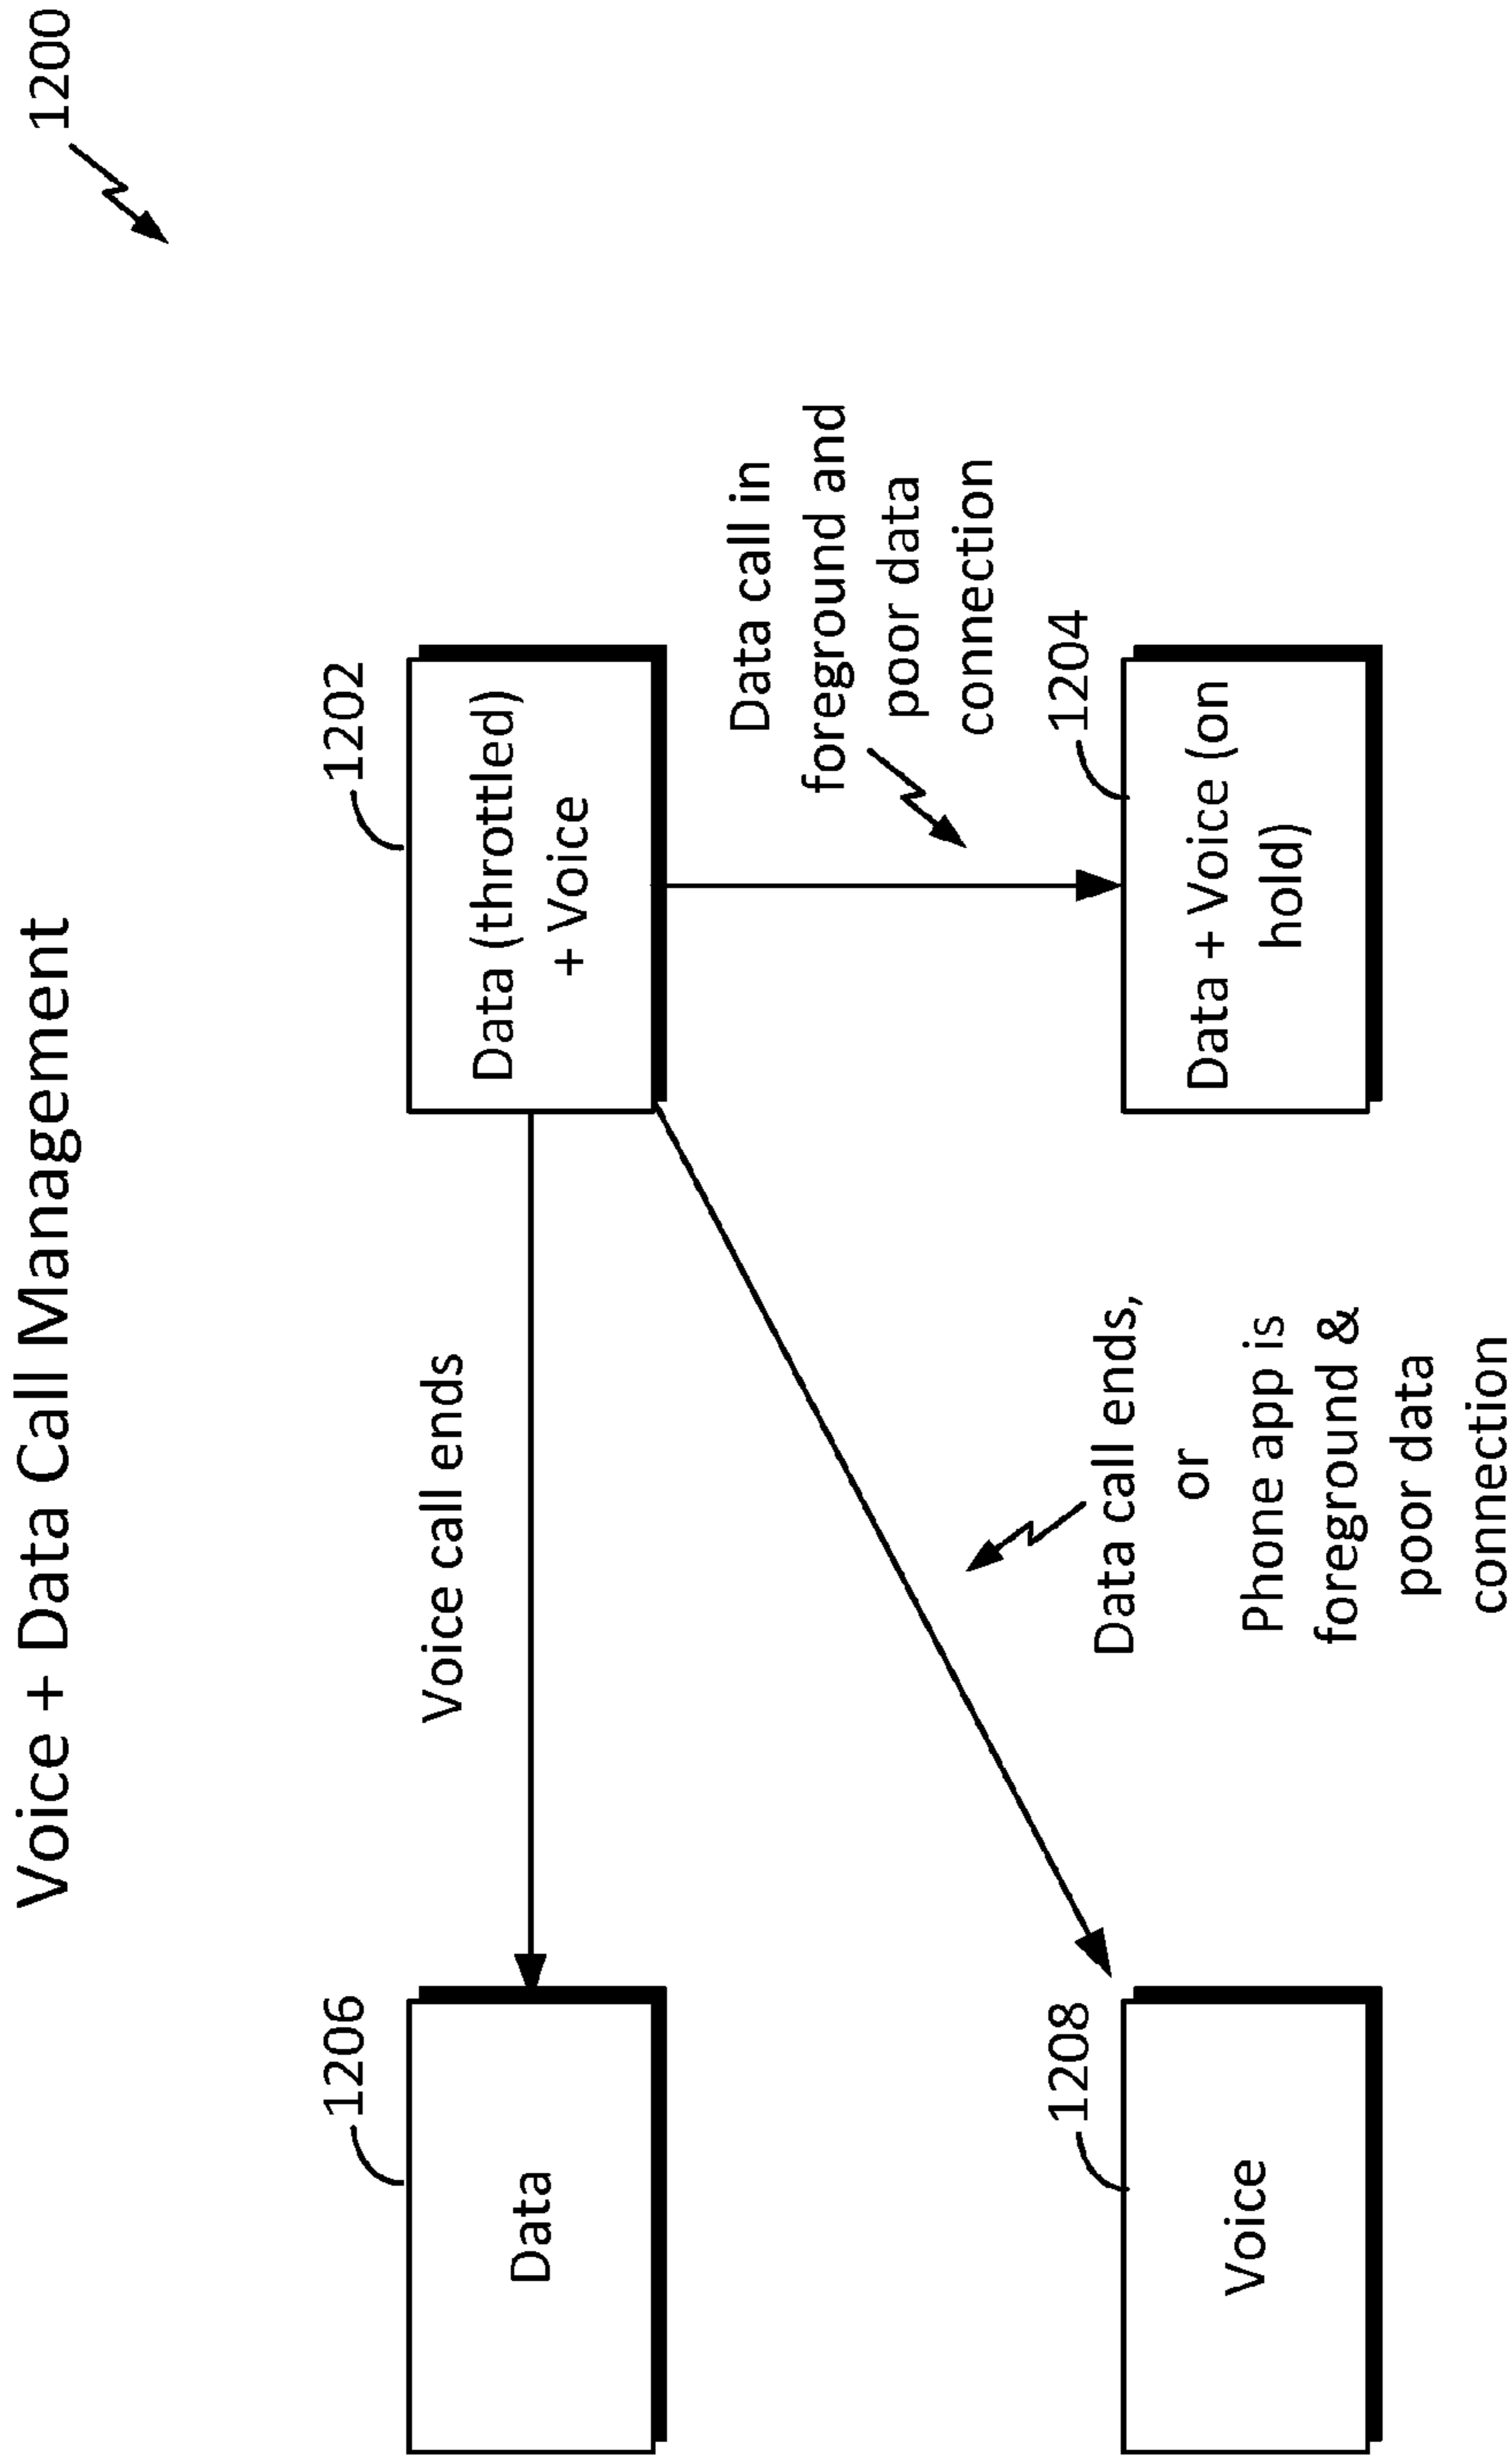 Voice + Data Call Management
1200
1206
Data
Voice call ends
1202
Data (throttled)
+ Voice
Data call in
foreground and
poor data
connection
1208
Voice
Data call ends,
or
Phone app is
foreground &
poor data
connection
1204
Data + Voice (on
hold)